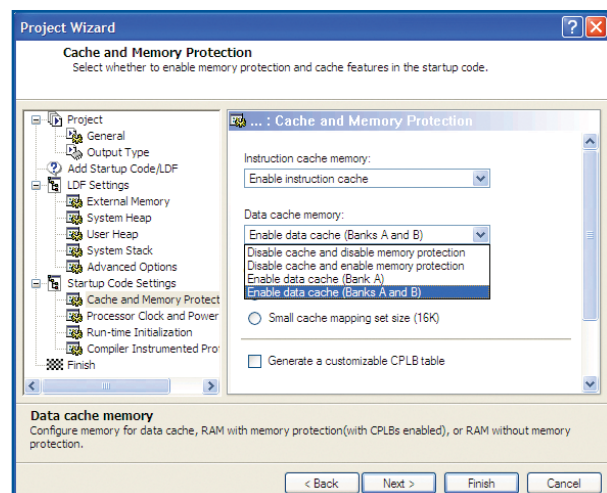 Project Wizard
Cache and Memory Protection
Select whether to enable memory protection and cache features in the startup code.
Project
General
Output Type
Add Startup Code/LDF
LDF Settings
External Memory
System Heap
User Heap
System Stack
Advanced Options
Startup Code Settings
Cache and Memory Protect
Processor Clock and Power
Run-time Initialization
Compiler Instrumented Pro
Finish
... : Cache and Memory Protection
Instruction cache memory:
Enable instruction cache
Data cache memory:
Enable data cache (Banks A and B)
Disable cache and disable memory protection
Disable cache and enable memory protection
Enable data cache (Bank A)
Enable data cache (Banks A and B)
Small cache mapping set size (16K)
Generate a customizable CPLB table
Data cache memory
Configure memory for data cache, RAM with memory protection(with CPLBs enabled), or RAM without memory
protection.
< Back
Next >
Finish
Cancel